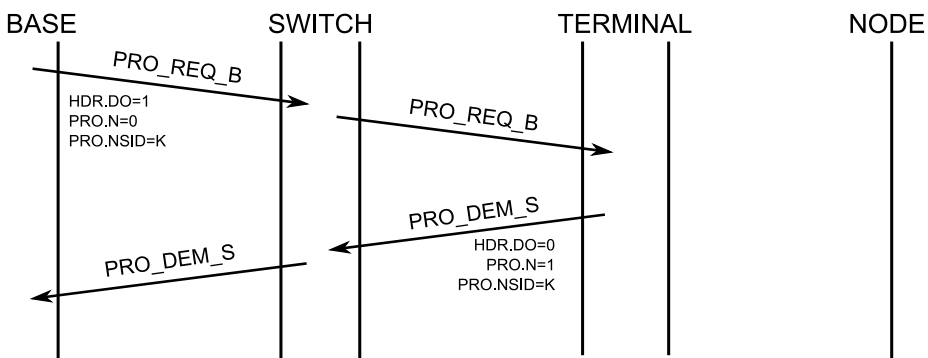 BASE SWITCH TERMINAL NODE
PRO_REQ_B
HDR.DO=1
PRO.N=0
PRO.NSID=K
PRO_REQ_B
PRO_DEM_S
HDR.DO=0
PRO.N=1
PRO.NSID=K
PRO_DEM_S